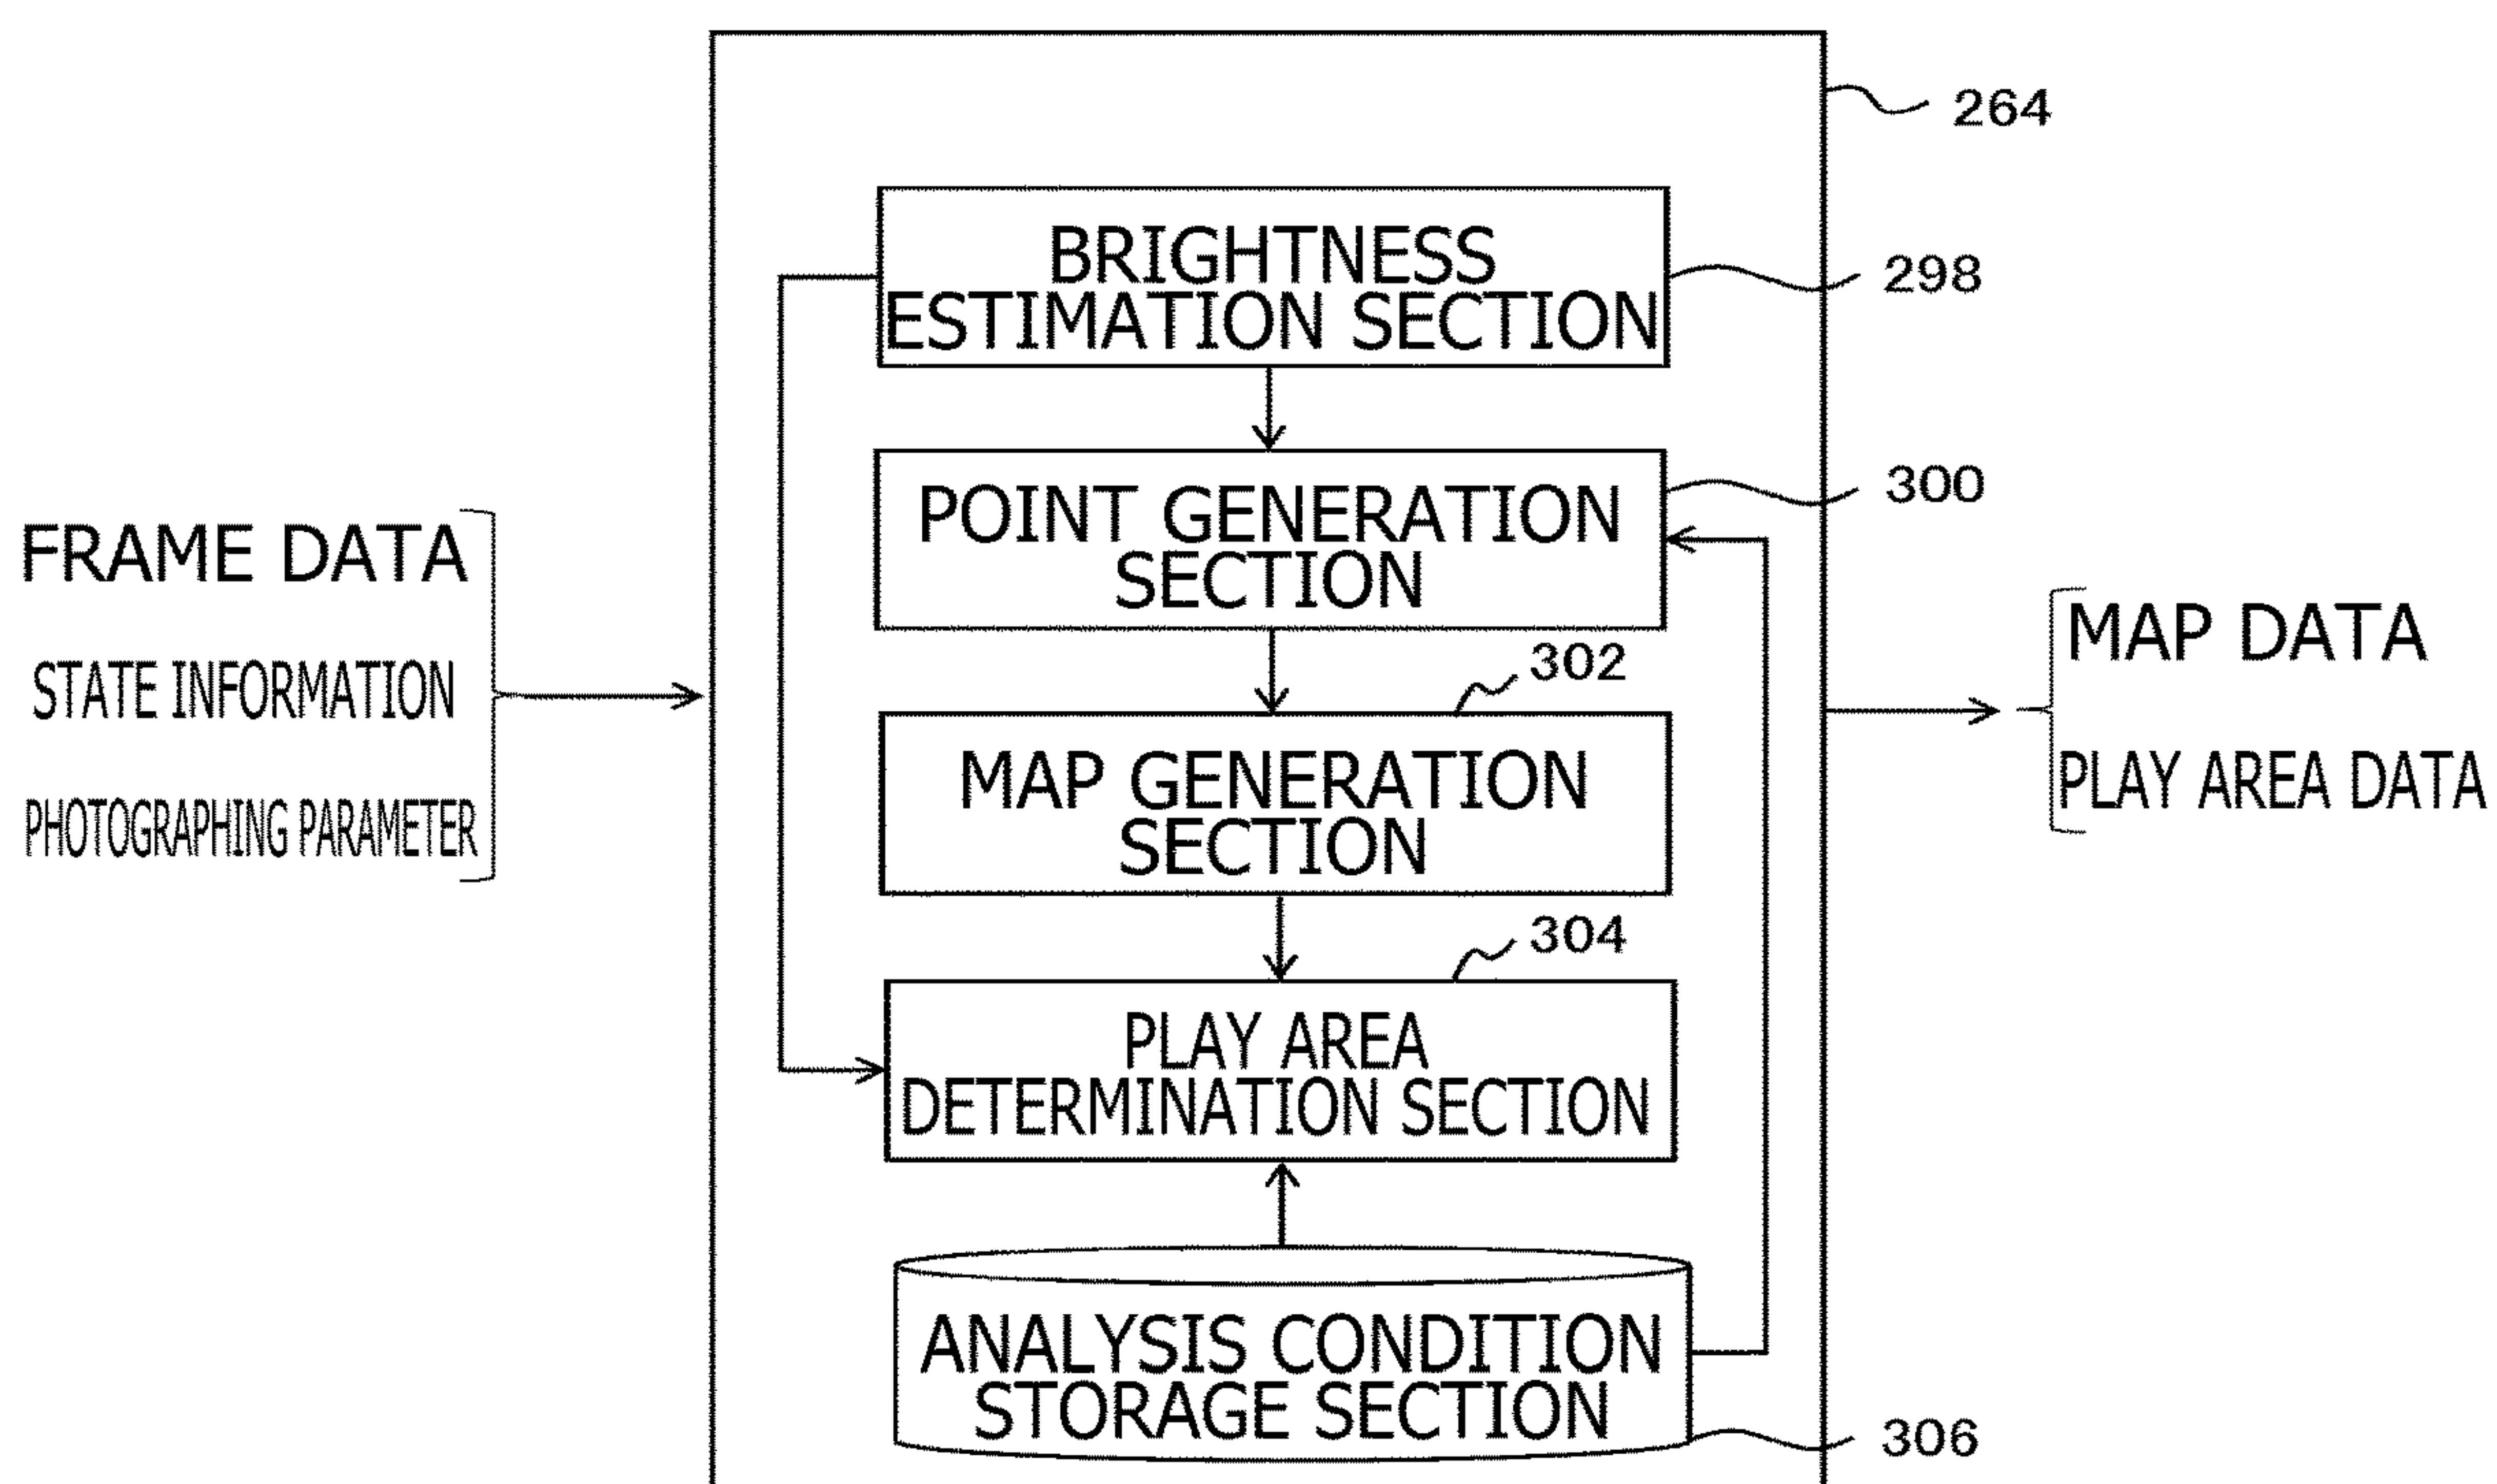 264
BRIGHTNESS
ESTIMATION SECTION
298
POINT GENERATION
SECTION
300
FRAME DATA
STATE INFORMATION
PHOTOGRAPHING PARAMETER
302
MAP GENERATION
SECTION
MAP DATA
PLAY AREA DATA
304
PLAY AREA
DETERMINATION SECTION
ANALYSIS CONDITION
STORAGE SECTION
306